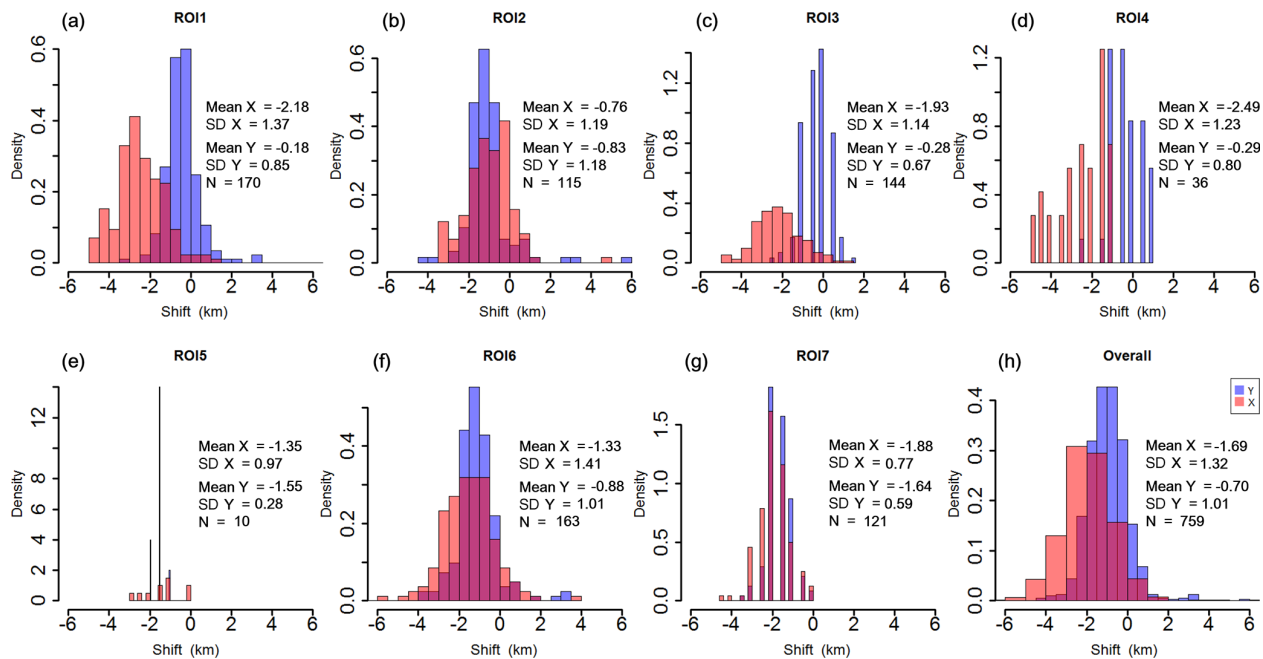 (a) ROI1
0.0 0.2 0.4 0.6
Density
Mean X = -2.18
SD X = 1.37
Mean Y = -0.18
SD Y = 0.85
N = 170
-6 -4 -2 0 2 4 6
Shift (km)
(b) ROI2
0.0 0.2 0.4 0.6
Density
Mean X = -0.76
SD X = 1.19
Mean Y = -0.83
SD Y = 1.18
N = 115
-6 -4 -2 0 2 4 6
Shift (km)
(c) ROI3
0.0 0.4 0.8 1.2
Density
Mean X = -1.93
SD X = 1.14
Mean Y = -0.28
SD Y = 0.67
N = 144
-6 -4 -2 0 2 4 6
Shift (km)
(d) ROI4
0.0 0.4 0.8 1.2
Density
Mean X = -2.49
SD X = 1.23
Mean Y = -0.29
SD Y = 0.80
N = 36
-6 -4 -2 0 2 4 6
Shift (km)
(e) ROI5
0 2 4 6 8 12
Density
Mean X = -1.35
SD X = 0.97
Mean Y = -1.55
SD Y = 0.28
N = 10
-6 -4 -2 0 2 4 6
Shift (km)
(f) ROI6
0.0 0.2 0.4
Density
Mean X = -1.33
SD X = 1.41
Mean Y = -0.88
SD Y = 1.01
N = 163
-6 -4 -2 0 2 4 6
Shift (km)
(g) ROI7
0.0 0.5 1.0 1.5
Density
Mean X = -1.88
SD X = 0.77
Mean Y = -1.64
SD Y = 0.59
N = 121
-6 -4 -2 0 2 4 6
Shift (km)
(h) Overall
Y
X
0.0 0.1 0.2 0.3 0.4
Density
Mean X = -1.69
SD X = 1.32
Mean Y = -0.70
SD Y = 1.01
N = 759
-6 -4 -2 0 2 4 6
Shift (km)